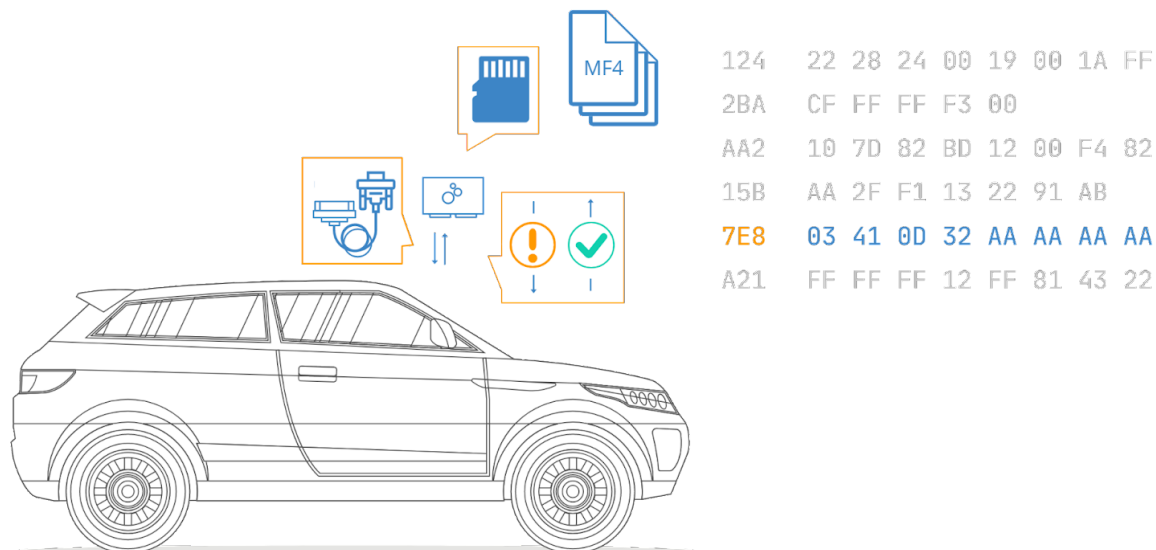 MF4
124 22 28 24 00 19 00 1A FF
2BA CF FF FF F3 00
AA2 10 7D 82 BD 12 00 F4 82
15B AA 2F F1 13 22 91 AB
7E8 03 41 0D 32 AA AA AA AA
A21 FF FF FF 12 FF 81 43 22